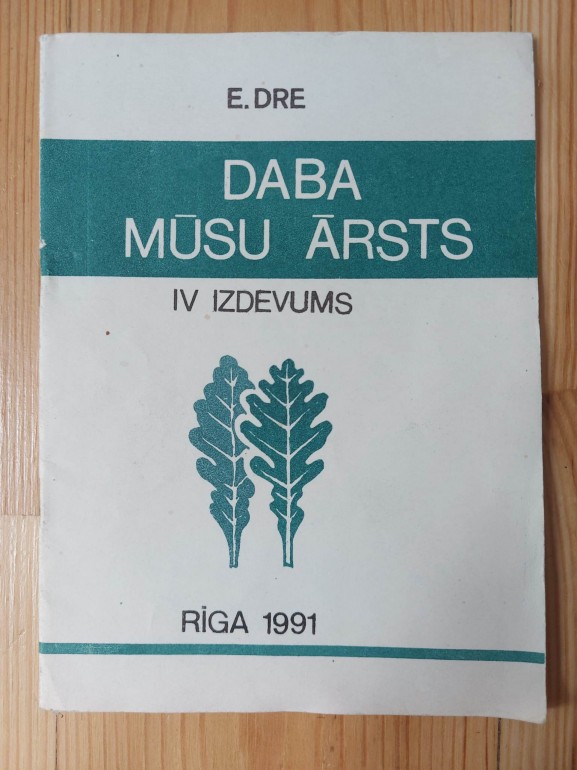 E. DRE
DABA
MŪSU ĀRSTS
IV IZDEVUMS
RĪGA 1991